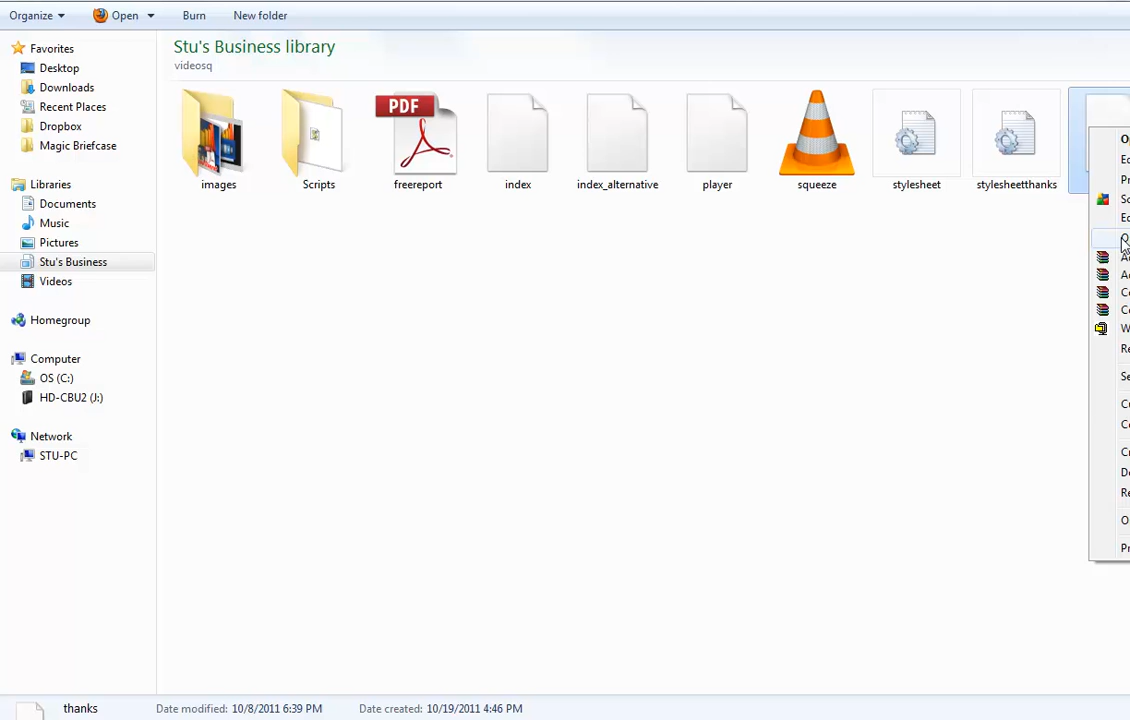 Organize Open Burn New folder
Favorites
Desktop
Downloads
Recent Places
Dropbox
Magic Briefcase
Libraries
Documents
Music
Pictures
Stu's Business
Videos
Homegroup
Computer
OS (C:)
HD-CBU2 (J:)
Network
STU-PC
Stu's Business library
videosq
PDF
images Scripts freereport index index_alternative player squeeze stylesheet stylesheetthanks
thanks Date modified: 10/8/2011 6:39 PM Date created: 10/19/2011 4:46 PM